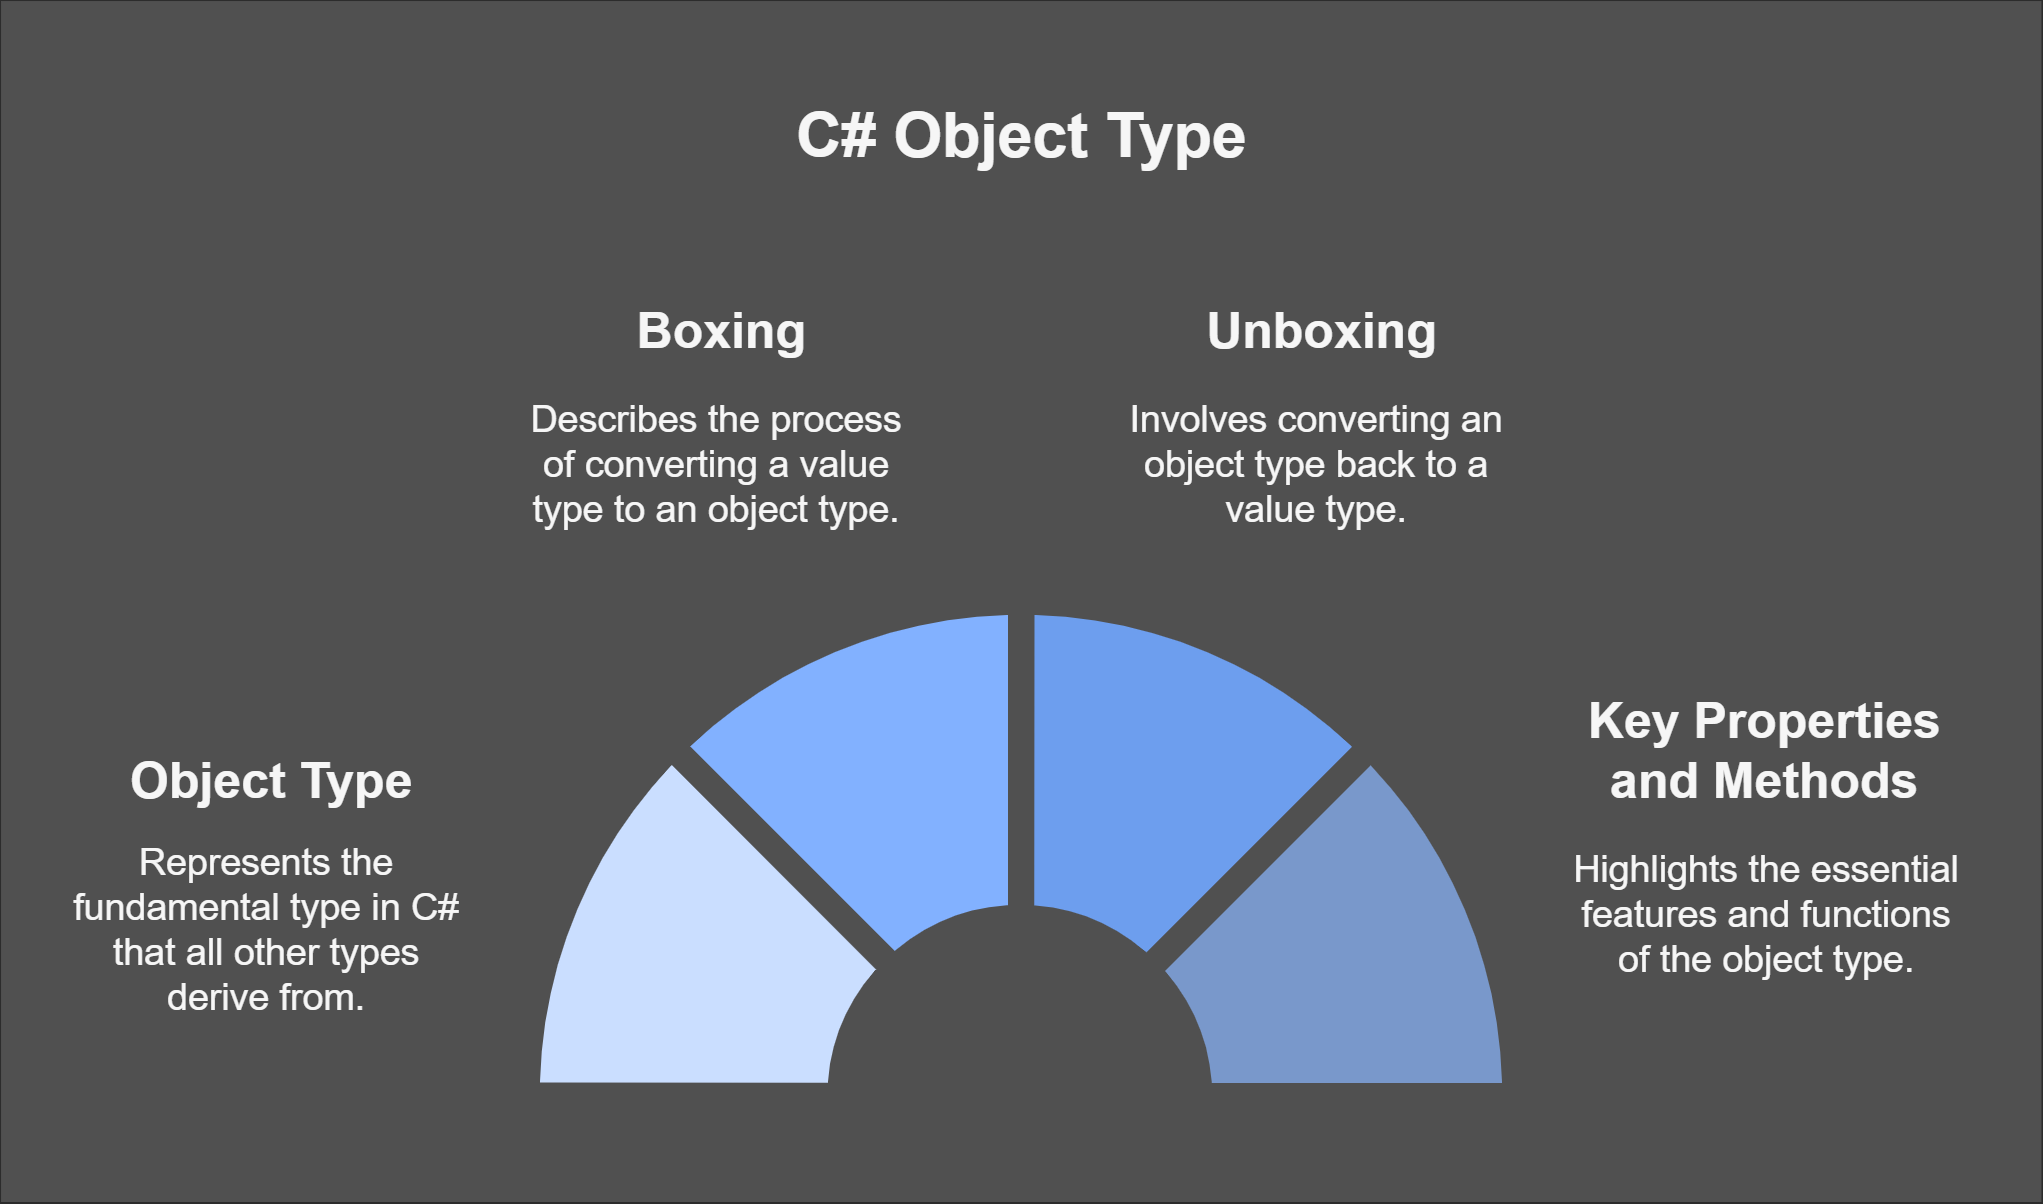 C# Object Type
Boxing
Describes the process
of converting a value
type to an object type.
Unboxing
Involves converting an
object type back to a
value type.
Object Type
Represents the
fundamental type in C#
that all other types
derive from.
Key Properties
and Methods
Highlights the essential
features and functions
of the object type.